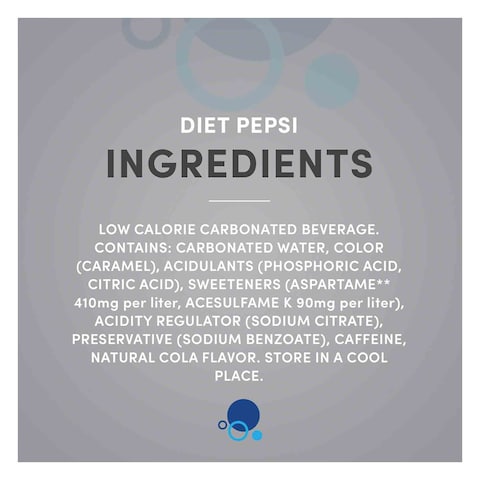 DIET PEPSI
INGREDIENTS
LOW CALORIE CARBONATED BEVERAGE.
CONTAINS: CARBONATED WATER, COLOR
(CARAMEL), ACIDULANTS (PHOSPHORIC ACID,
CITRIC ACID), SWEETENERS (ASPARTAME**
410mg per liter, ACESULFAME K 90mg per liter),
ACIDITY REGULATOR (SODIUM CITRATE),
PRESERVATIVE (SODIUM BENZOATE), CAFFEINE,
NATURAL COLA FLAVOR. STORE IN A COOL
PLACE.